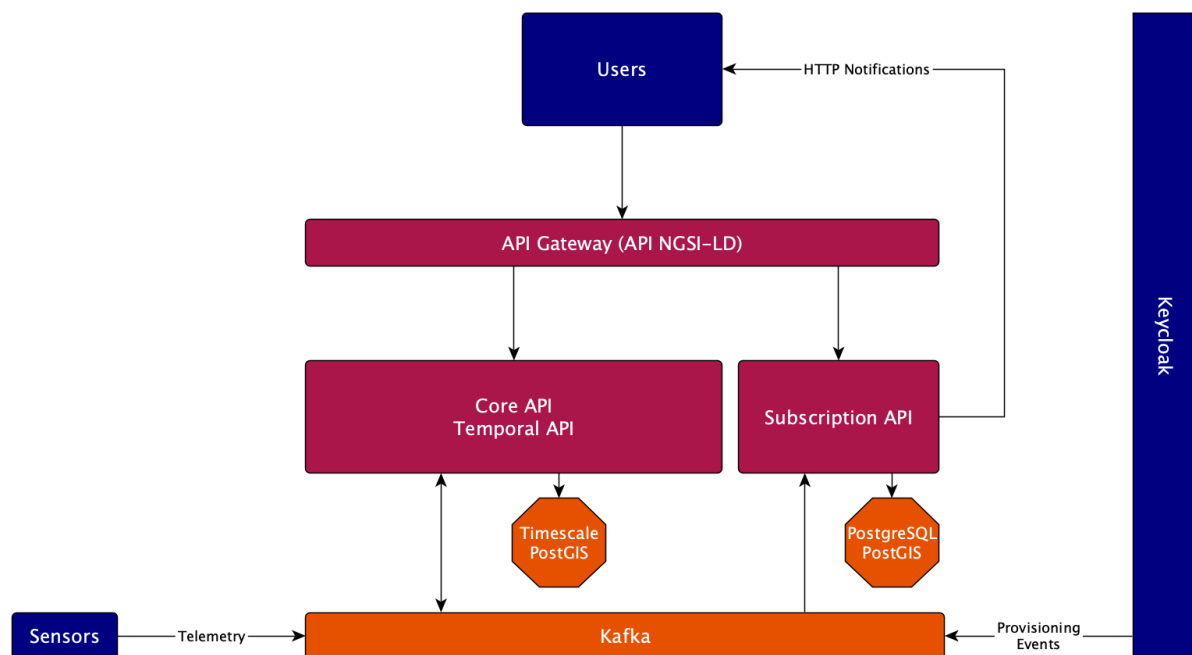 Users
HTTP Notifications
API Gateway (API NGSI-LD)
Keycloak
Core API
Temporal API
Subscription API
Timescale
PostGIS
PostgreSQL
PostGIS
Sensors
Telemetry
Kafka
Provisioning
Events